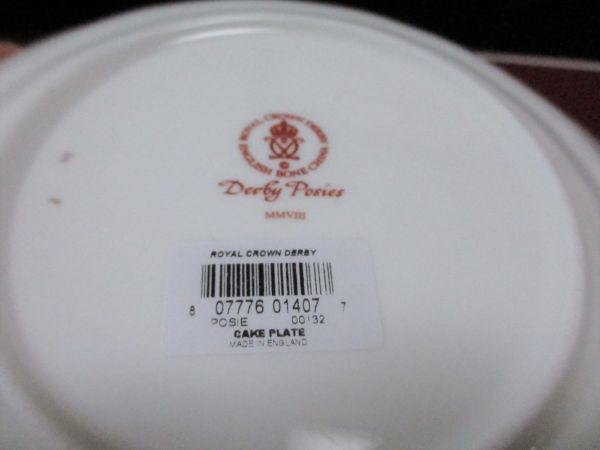 ROYAL CROWN DERBY
©
ENGLISH BONE CHINA
Derby Posies
MMVIII
ROYAL CROWN DERBY
8 07776 01407 7
POSIE 00132
CAKE PLATE
MADE IN ENGLAND